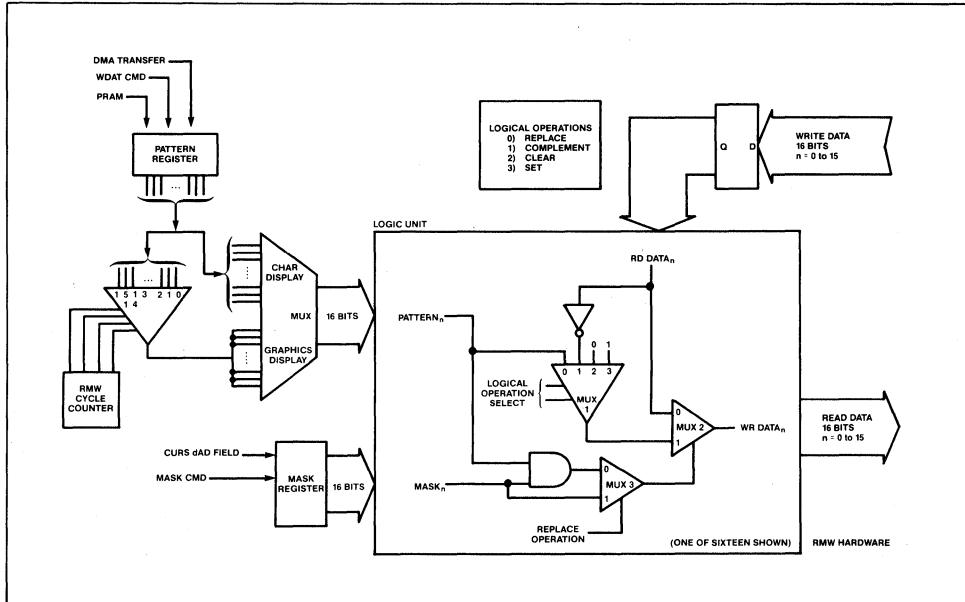 DMA TRANSFER
WDAT CMD
PRAM
PATTERN
REGISTER
...
1 5 1 3 ... 2 1 0
1 4
RMW
CYCLE
COUNTER
CHAR
DISPLAY
MUX
GRAPHICS
DISPLAY
16 BITS
CURS dAD FIELD
MASK CMD
MASK
REGISTER
16 BITS
LOGICAL OPERATIONS
0) REPLACE
1) COMPLEMENT
2) CLEAR
3) SET
Q D
WRITE DATA
16 BITS
n = 0 to 15
LOGIC UNIT
RD DATAn
PATTERNn
0 1
0 1 2 3
LOGICAL
OPERATION
SELECT
MUX
1
0
MUX 2
1
WR DATAn
MASKn
0
MUX 3
1
REPLACE
OPERATION
(ONE OF SIXTEEN SHOWN)
READ DATA
16 BITS
n = 0 to 15
RMW HARDWARE